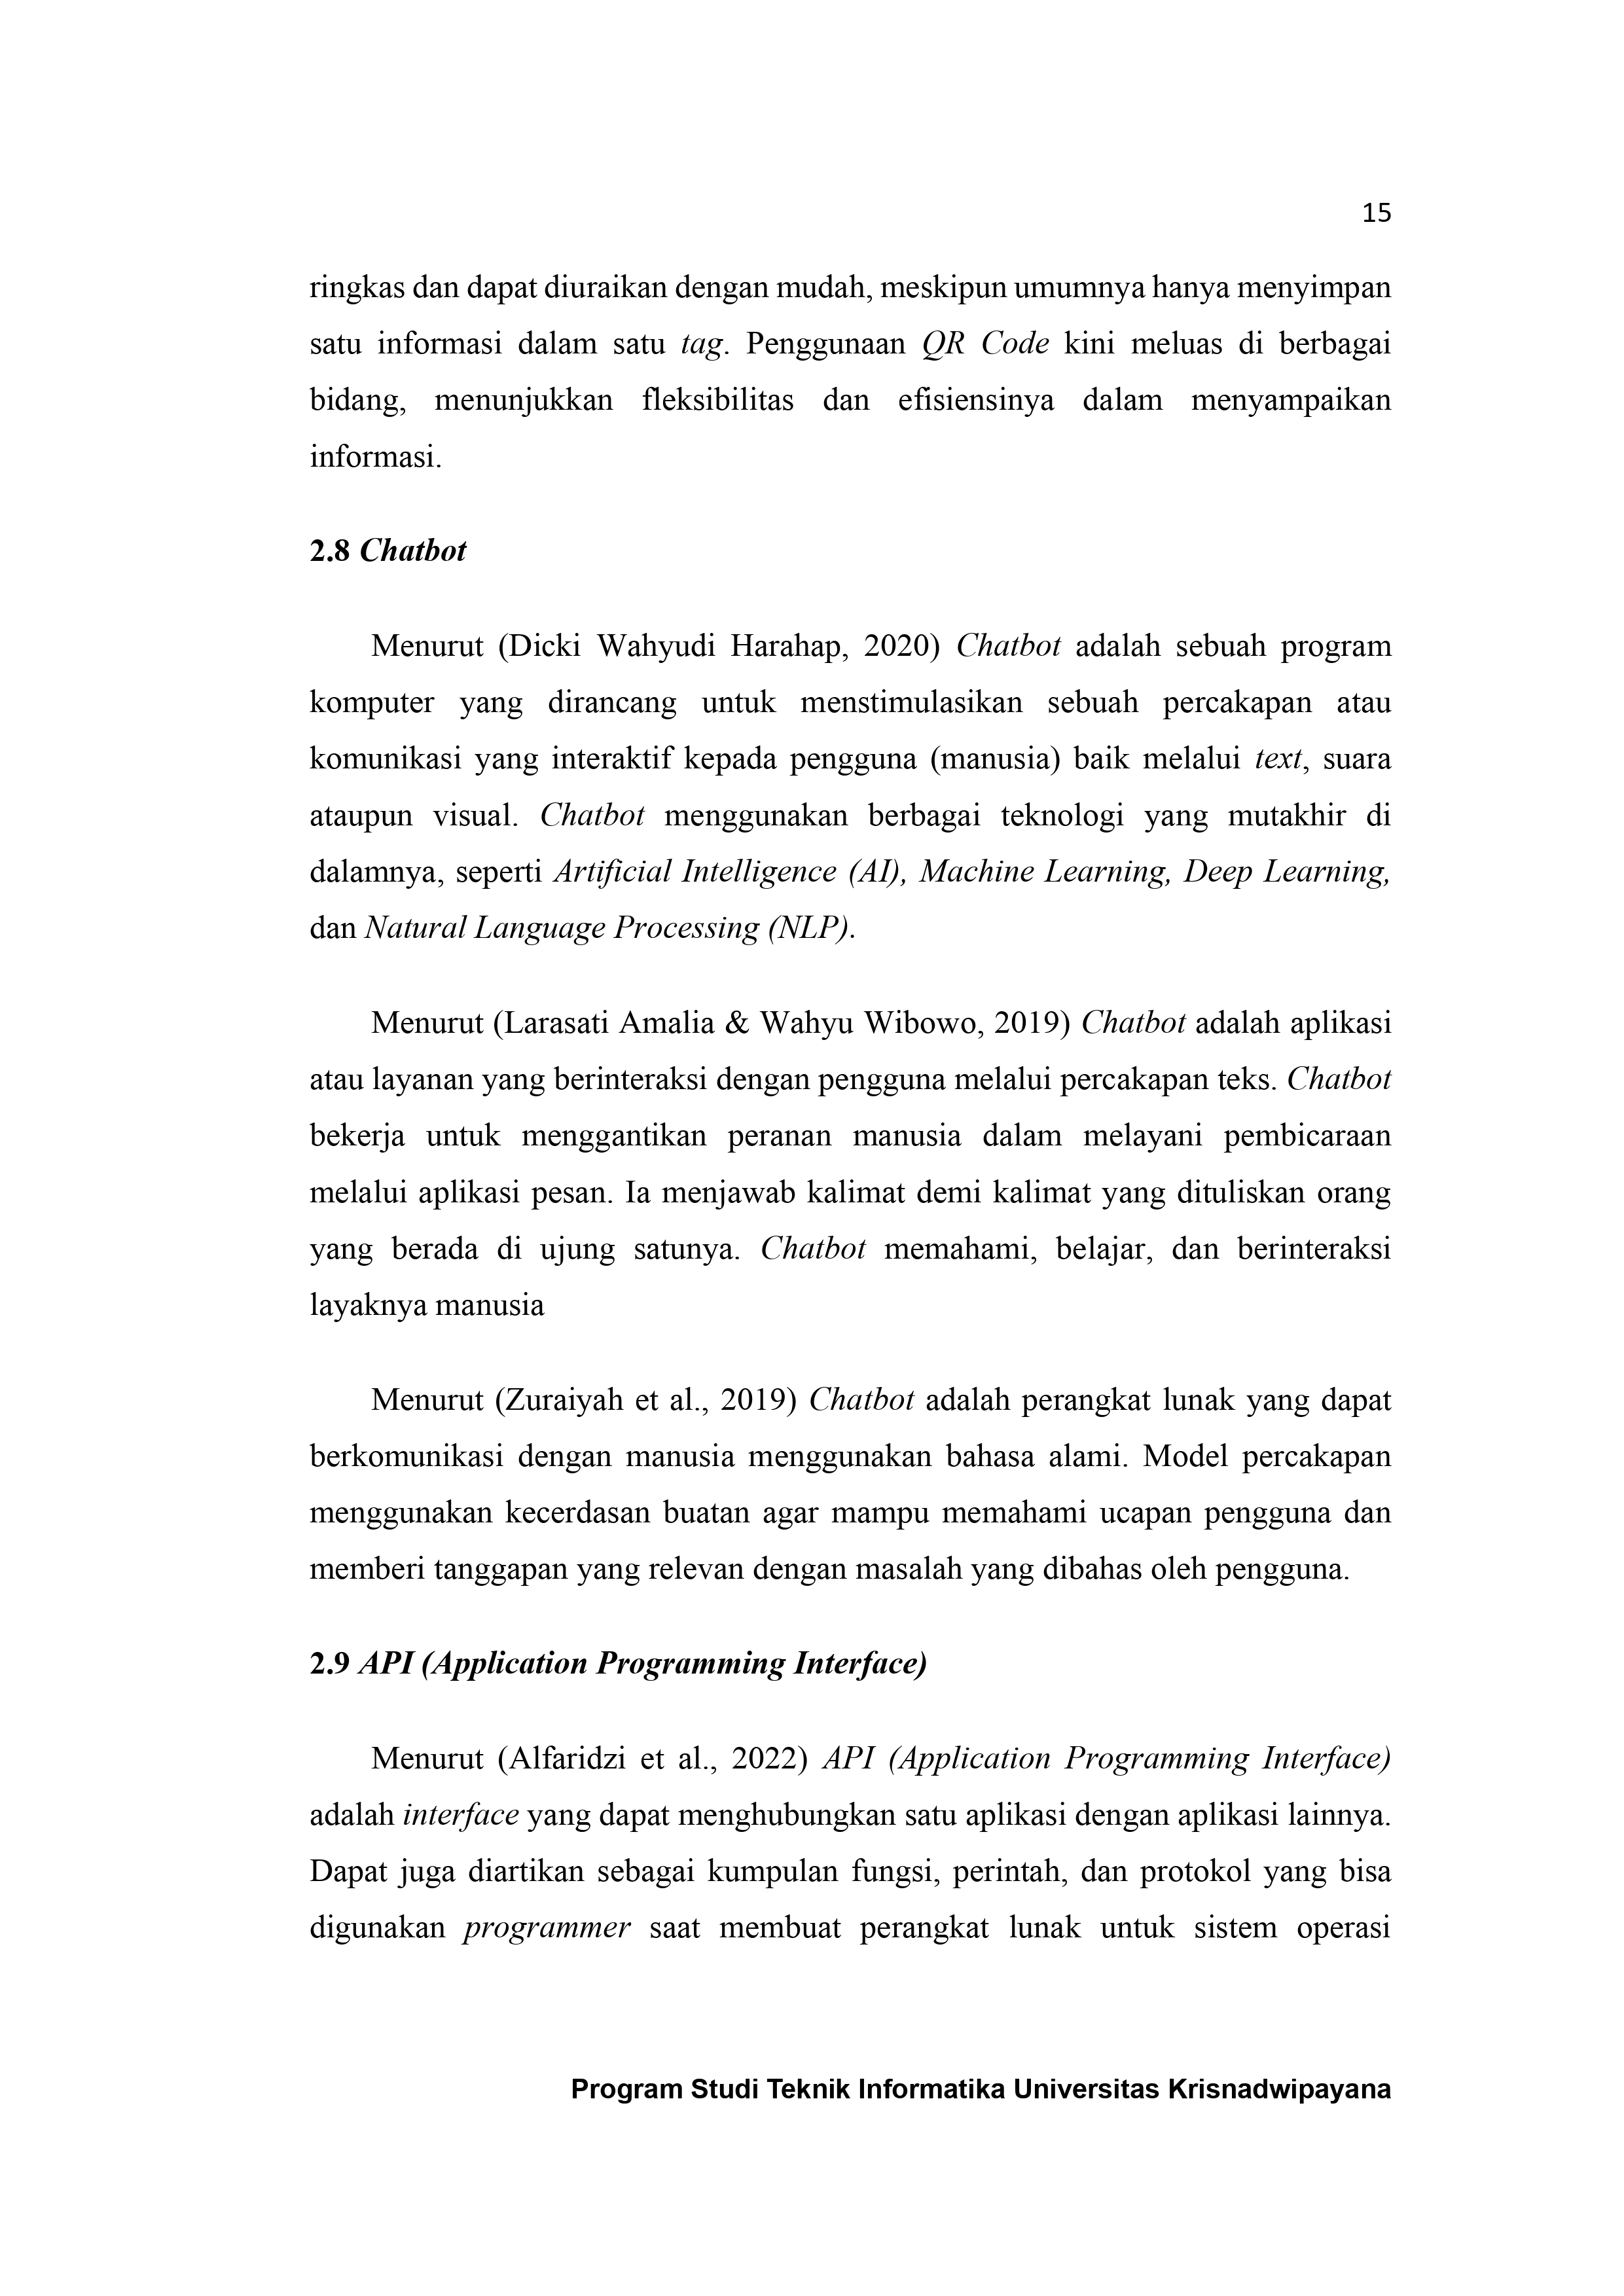 15
ringkas dan dapat diuraikan dengan mudah, meskipun umumnya hanya menyimpan
satu informasi dalam satu tag. Penggunaan QR Code kini meluas di berbagai
bidang, menunjukkan fleksibilitas dan efisiensinya dalam menyampaikan
informasi.
2.8 Chatbot
Menurut (Dicki Wahyudi Harahap, 2020) Chatbot adalah sebuah program
komputer yang dirancang untuk menstimulasikan sebuah percakapan atau
komunikasi yang interaktif kepada pengguna (manusia) baik melalui text, suara
ataupun visual. Chatbot menggunakan berbagai teknologi yang mutakhir di
dalamnya, seperti Artificial Intelligence (AI), Machine Learning, Deep Learning,
dan Natural Language Processing (NLP).
Menurut (Larasati Amalia & Wahyu Wibowo, 2019) Chatbot adalah aplikasi
atau layanan yang berinteraksi dengan pengguna melalui percakapan teks. Chatbot
bekerja untuk menggantikan peranan manusia dalam melayani pembicaraan
melalui aplikasi pesan. Ia menjawab kalimat demi kalimat yang dituliskan orang
yang berada di ujung satunya. Chatbot memahami, belajar, dan berinteraksi
layaknya manusia
Menurut (Zuraiyah et al., 2019) Chatbot adalah perangkat lunak yang dapat
berkomunikasi dengan manusia menggunakan bahasa alami. Model percakapan
menggunakan kecerdasan buatan agar mampu memahami ucapan pengguna dan
memberi tanggapan yang relevan dengan masalah yang dibahas oleh pengguna.
2.9 API (Application Programming Interface)
Menurut (Alfaridzi et al., 2022) API (Application Programming Interface)
adalah interface yang dapat menghubungkan satu aplikasi dengan aplikasi lainnya.
Dapat juga diartikan sebagai kumpulan fungsi, perintah, dan protokol yang bisa
digunakan programmer saat membuat perangkat lunak untuk sistem operasi
Program Studi Teknik Informatika Universitas Krisnadwipayana